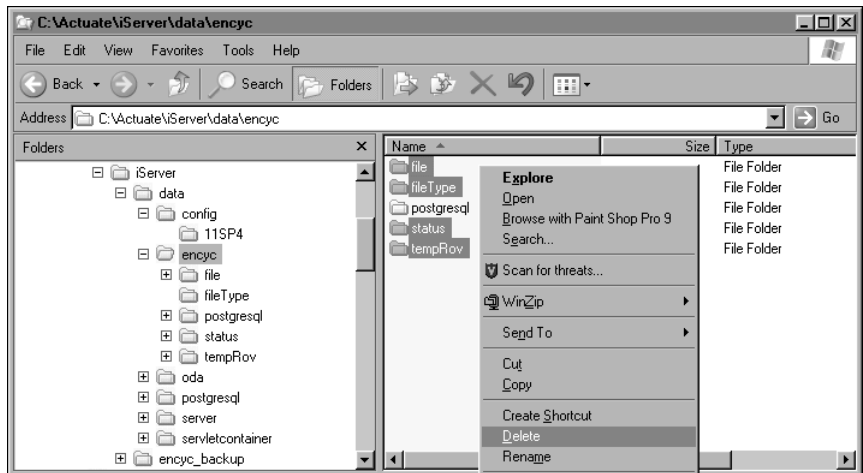 C:\Actuate\iServer\data\encyc
File Edit View Favorites Tools Help
Back Search Folders
Address C:\Actuate\iServer\data\encyc Go
Folders
iServer
data
config
11SP4
encyc
file
fileType
postgresql
status
tempRov
oda
postgresql
server
servletcontainer
encyc_backup
Name Size Type
file File Folder
fileType File Folder
postgresql File Folder
status File Folder
tempRov File Folder
Explore
Open
Browse with Paint Shop Pro 9
Search...
Scan for threats...
WinZip
Send To
Cut
Copy
Create Shortcut
Delete
Rename